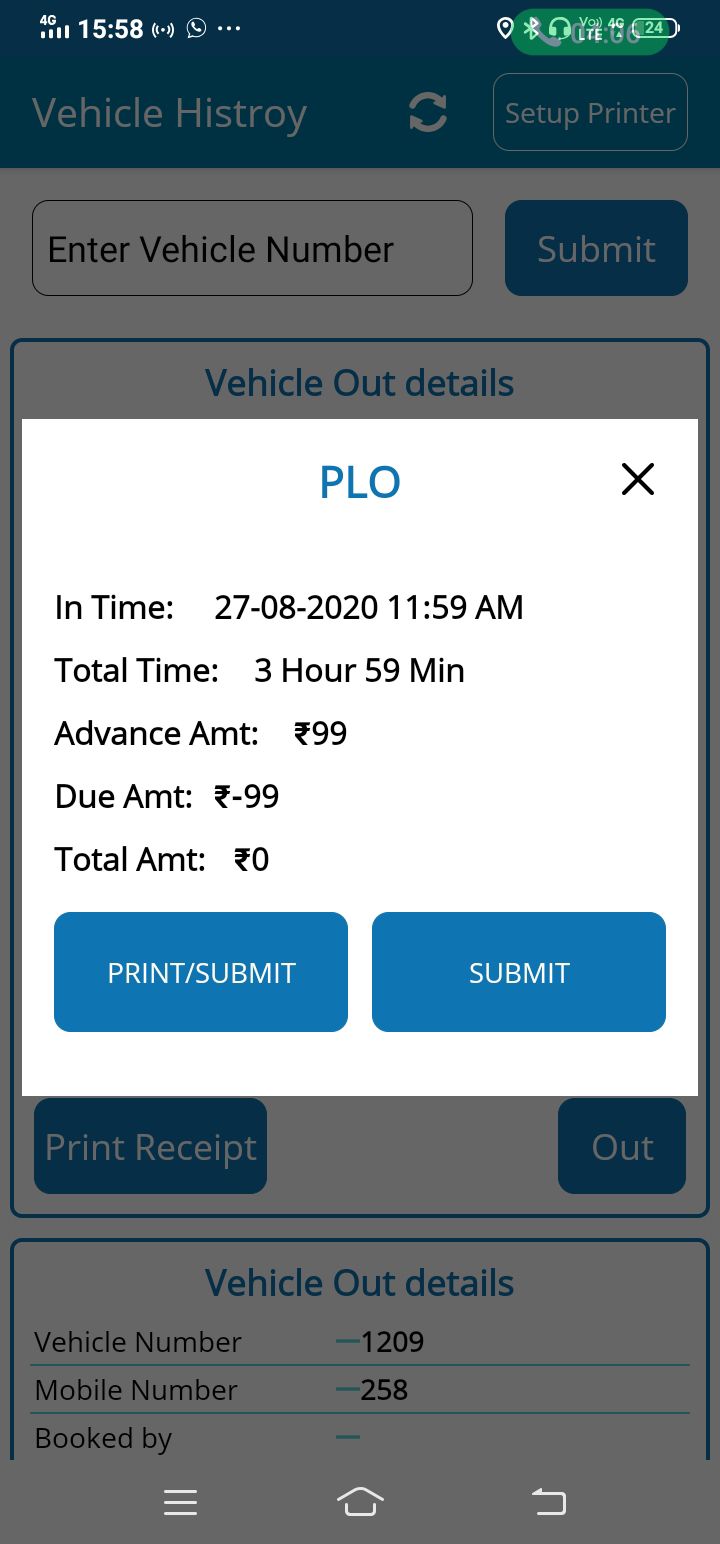 4G 15:58 Vo)) LTE 4G 24
Vehicle Histroy Setup Printer
Enter Vehicle Number Submit
Vehicle Out details
PLO
In Time: 27-08-2020 11:59 AM
Total Time: 3 Hour 59 Min
Advance Amt: ₹99
Due Amt: ₹-99
Total Amt: ₹0
PRINT/SUBMIT SUBMIT
Print Receipt Out
Vehicle Out details
Vehicle Number 1209
Mobile Number 258
Booked by